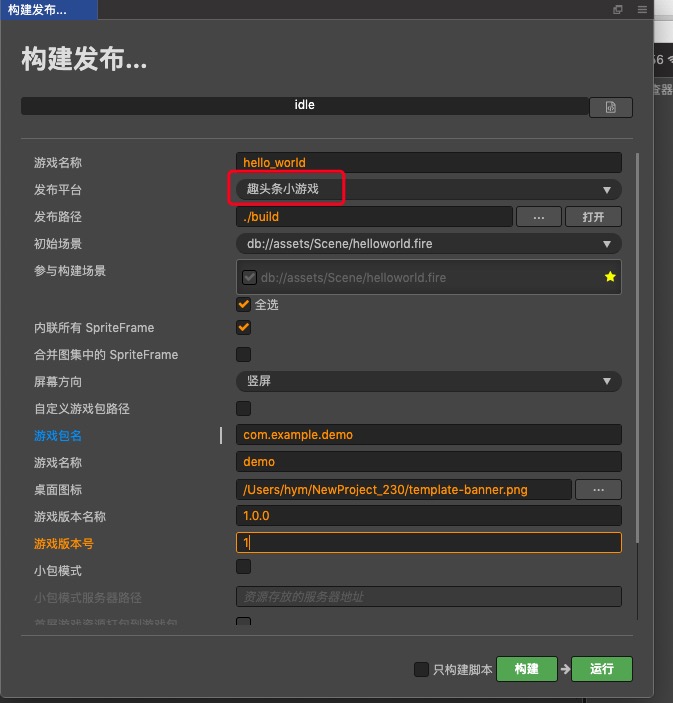 构建发布...
构建发布...
idle
游戏名称 hello_world
发布平台 趣头条小游戏
发布路径 ./build ... 打开
初始场景 db://assets/Scene/helloworld.fire
参与构建场景 db://assets/Scene/helloworld.fire
全选
内联所有 SpriteFrame
合并图集中的 SpriteFrame
屏幕方向 竖屏
自定义游戏包路径
游戏包名 com.example.demo
游戏名称 demo
桌面图标 /Users/hym/NewProject_230/template-banner.png ...
游戏版本名称 1.0.0
游戏版本号 1
小包模式
小包模式服务器路径 资源存放的服务器地址
只构建脚本 构建 运行
查器